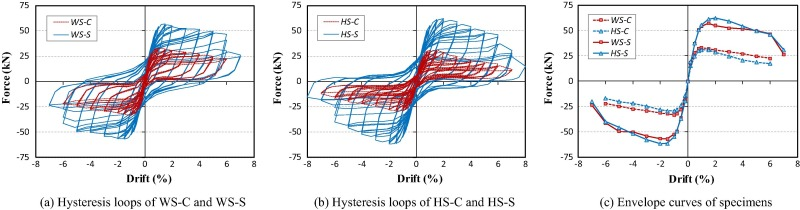 75
50
25
0
-25
-50
-75
Force (kN)
WS-C
WS-S
-8 -6 -4 -2 0 2 4 6 8
Drift (%)
(a) Hysteresis loops of WS-C and WS-S
75
50
25
0
-25
-50
-75
Force (kN)
HS-C
HS-S
-8 -6 -4 -2 0 2 4 6 8
Drift (%)
(b) Hysteresis loops of HS-C and HS-S
75
50
25
0
-25
-50
-75
Force (kN)
WS-C
HS-C
WS-S
HS-S
-8 -6 -4 -2 0 2 4 6 8
Drift (%)
(c) Envelope curves of specimens